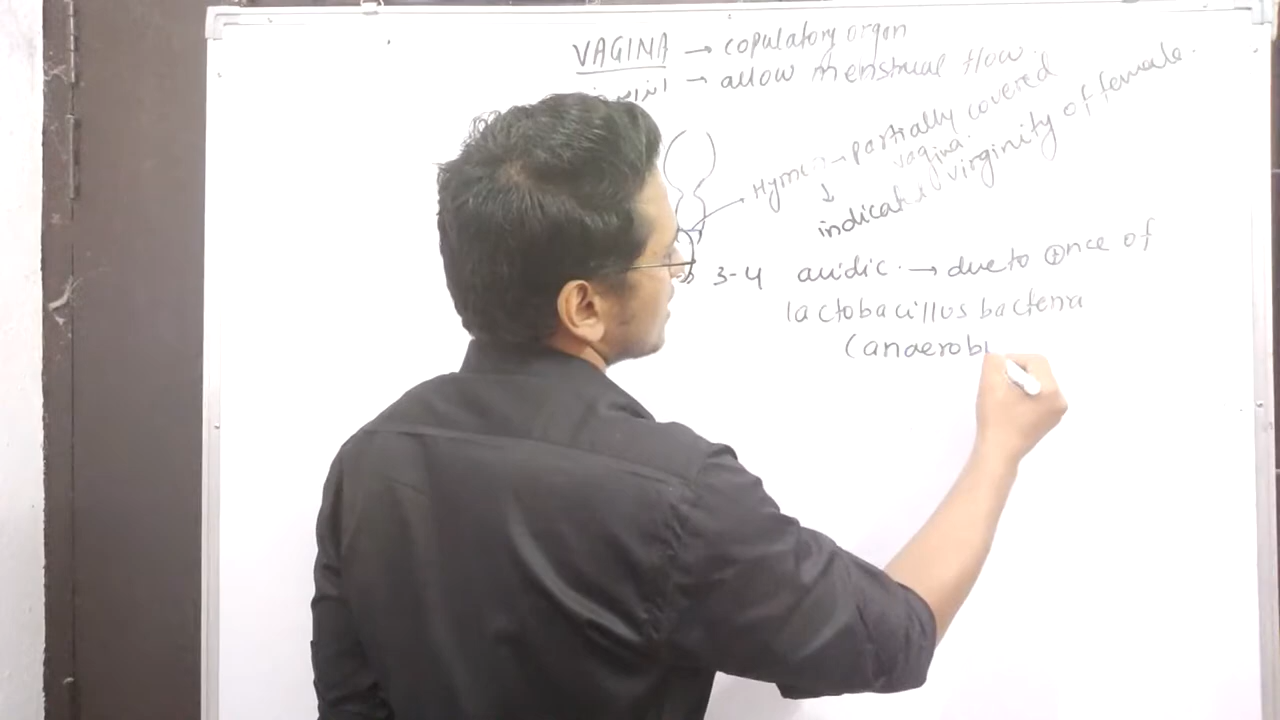 VAGINA → copulatory organ
→ allow menstrual flow.
→ partially covered
vagina.
↓
indicate virginity of female.
3-4 acidic. → due to ⊕nce of
lactobacillus bacteria
(anaerobi